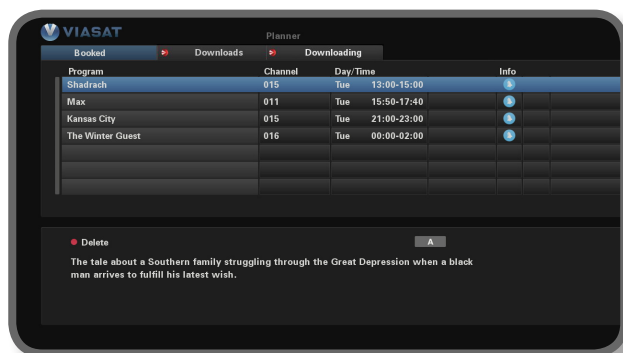 VIASAT
Planner
Booked Downloads Downloading
Program Channel Day/Time Info
Shadrach 015 Tue 13:00-15:00
Max 011 Tue 15:50-17:40
Kansas City 015 Tue 21:00-23:00
The Winter Guest 016 Tue 00:00-02:00
Delete A
The tale about a Southern family struggling through the Great Depression when a black
man arrives to fulfill his latest wish.